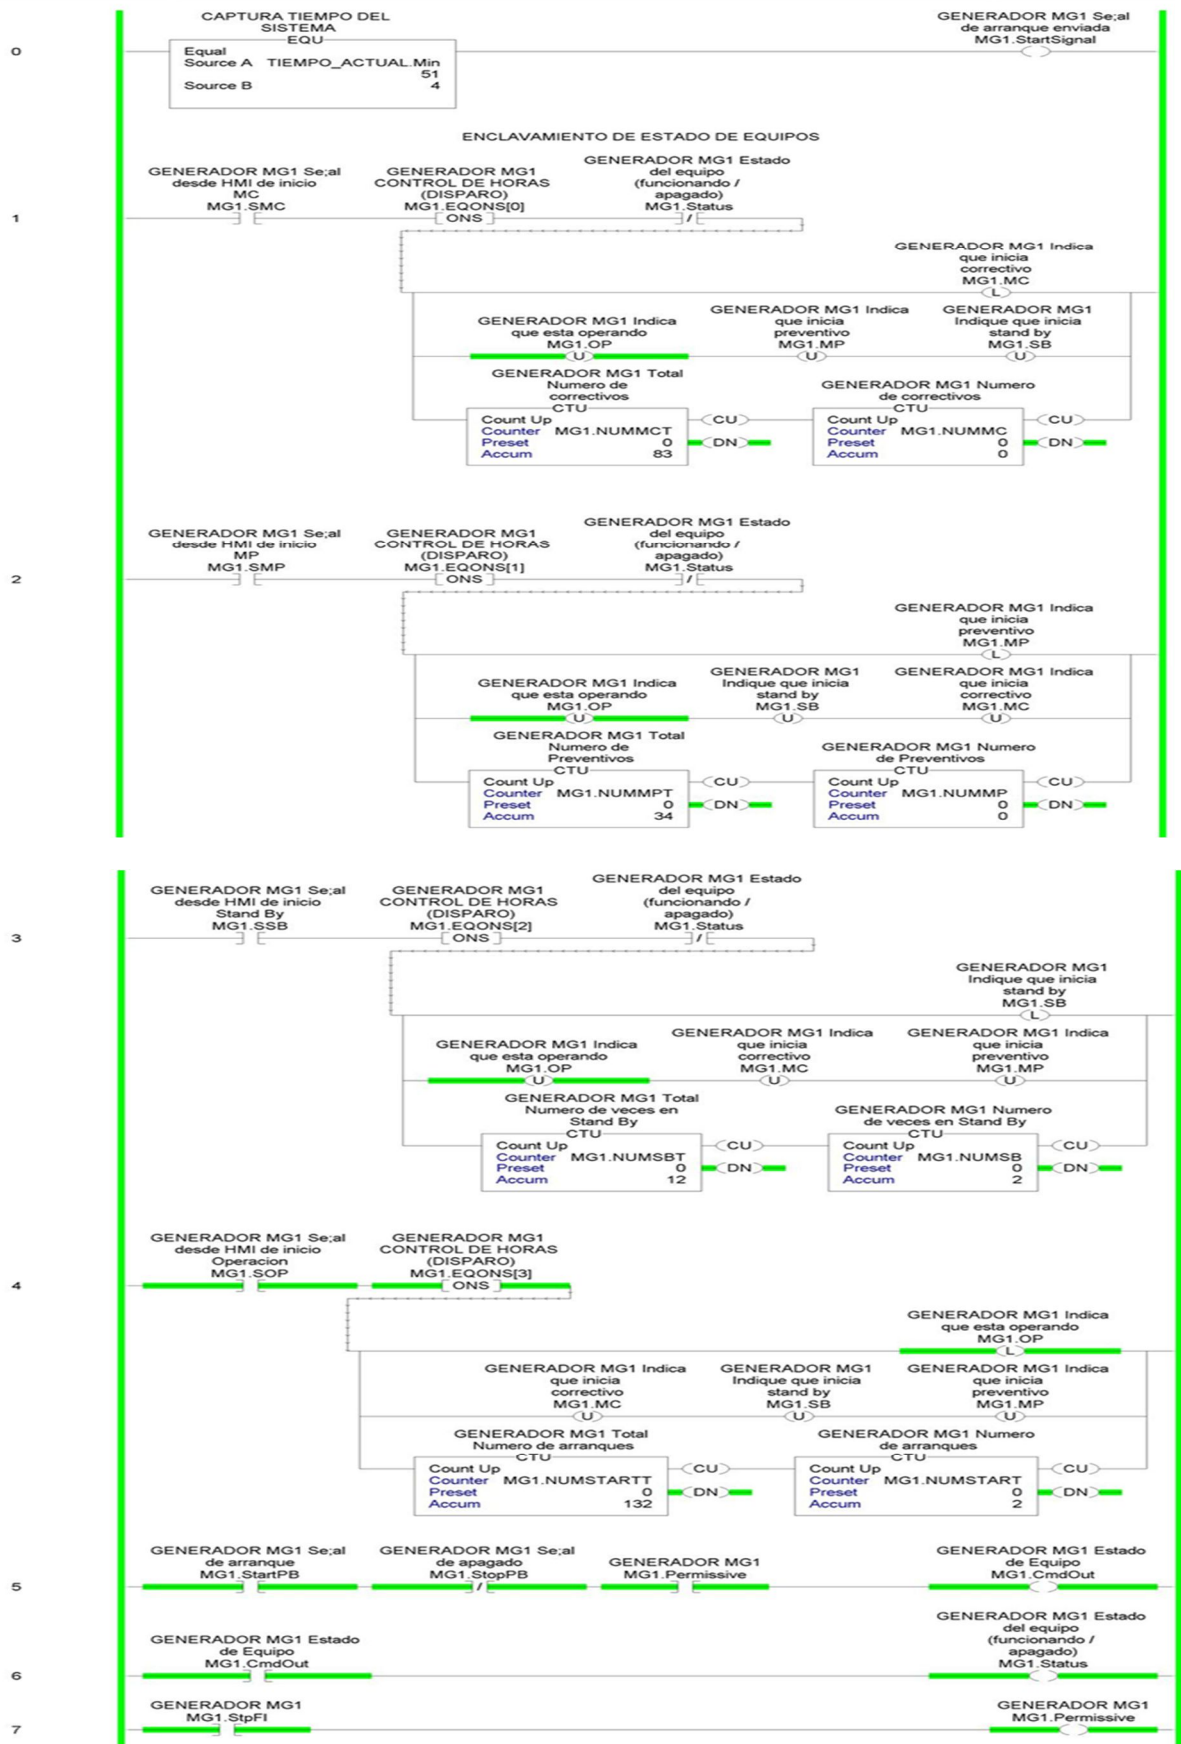 CAPTURA TIEMPO DEL
SISTEMA
EQU
Equal
Source A TIEMPO_ACTUAL.Min
51
Source B 4
GENERADOR MG1 Se;al
de arranque enviada
MG1.StartSignal
0
ENCLAVAMIENTO DE ESTADO DE EQUIPOS
GENERADOR MG1 Se;al
desde HMI de inicio
MC
MG1.SMC
GENERADOR MG1
CONTROL DE HORAS
(DISPARO)
MG1.EQONS[0]
ONS
GENERADOR MG1 Estado
del equipo
(funcionando /
apagado)
MG1.Status
/
1
GENERADOR MG1 Indica
que inicia
correctivo
MG1.MC
L
GENERADOR MG1 Indica
que esta operando
MG1.OP
U
GENERADOR MG1 Indica
que inicia
preventivo
MG1.MP
U
GENERADOR MG1
Indique que inicia
stand by
MG1.SB
U
GENERADOR MG1 Total
Numero de
correctivos
CTU
Count Up
Counter MG1.NUMMCT
Preset 0
Accum 83
CU
DN
GENERADOR MG1 Numero
de correctivos
CTU
Count Up
Counter MG1.NUMMC
Preset 0
Accum 0
CU
DN
GENERADOR MG1 Se;al
desde HMI de inicio
MP
MG1.SMP
GENERADOR MG1
CONTROL DE HORAS
(DISPARO)
MG1.EQONS[1]
ONS
GENERADOR MG1 Estado
del equipo
(funcionando /
apagado)
MG1.Status
/
2
GENERADOR MG1 Indica
que inicia
preventivo
MG1.MP
L
GENERADOR MG1 Indica
que esta operando
MG1.OP
U
GENERADOR MG1
Indique que inicia
stand by
MG1.SB
U
GENERADOR MG1 Indica
que inicia
correctivo
MG1.MC
U
GENERADOR MG1 Total
Numero de
Preventivos
CTU
Count Up
Counter MG1.NUMMPT
Preset 0
Accum 34
CU
DN
GENERADOR MG1 Numero
de Preventivos
CTU
Count Up
Counter MG1.NUMMP
Preset 0
Accum 0
CU
DN
GENERADOR MG1 Se;al
desde HMI de inicio
Stand By
MG1.SSB
GENERADOR MG1
CONTROL DE HORAS
(DISPARO)
MG1.EQONS[2]
ONS
GENERADOR MG1 Estado
del equipo
(funcionando /
apagado)
MG1.Status
/
3
GENERADOR MG1
Indique que inicia
stand by
MG1.SB
L
GENERADOR MG1 Indica
que esta operando
MG1.OP
U
GENERADOR MG1 Indica
que inicia
correctivo
MG1.MC
U
GENERADOR MG1 Indica
que inicia
preventivo
MG1.MP
U
GENERADOR MG1 Total
Numero de veces en
Stand By
CTU
Count Up
Counter MG1.NUMSBT
Preset 0
Accum 12
CU
DN
GENERADOR MG1 Numero
de veces en Stand By
CTU
Count Up
Counter MG1.NUMSB
Preset 0
Accum 2
CU
DN
GENERADOR MG1 Se;al
desde HMI de inicio
Operacion
MG1.SOP
GENERADOR MG1
CONTROL DE HORAS
(DISPARO)
MG1.EQONS[3]
ONS
4
GENERADOR MG1 Indica
que esta operando
MG1.OP
L
GENERADOR MG1 Indica
que inicia
correctivo
MG1.MC
U
GENERADOR MG1
Indique que inicia
stand by
MG1.SB
U
GENERADOR MG1 Indica
que inicia
preventivo
MG1.MP
U
GENERADOR MG1 Total
Numero de arranques
CTU
Count Up
Counter MG1.NUMSTARTT
Preset 0
Accum 132
CU
DN
GENERADOR MG1 Numero
de arranques
CTU
Count Up
Counter MG1.NUMSTART
Preset 0
Accum 2
CU
DN
GENERADOR MG1 Se;al
de arranque
MG1.StartPB
GENERADOR MG1 Se;al
de apagado
MG1.StopPB
/
GENERADOR MG1
MG1.Permissive
GENERADOR MG1 Estado
de Equipo
MG1.CmdOut
5
GENERADOR MG1 Estado
de Equipo
MG1.CmdOut
GENERADOR MG1 Estado
del equipo
(funcionando /
apagado)
MG1.Status
6
GENERADOR MG1
MG1.StpFl
GENERADOR MG1
MG1.Permissive
7